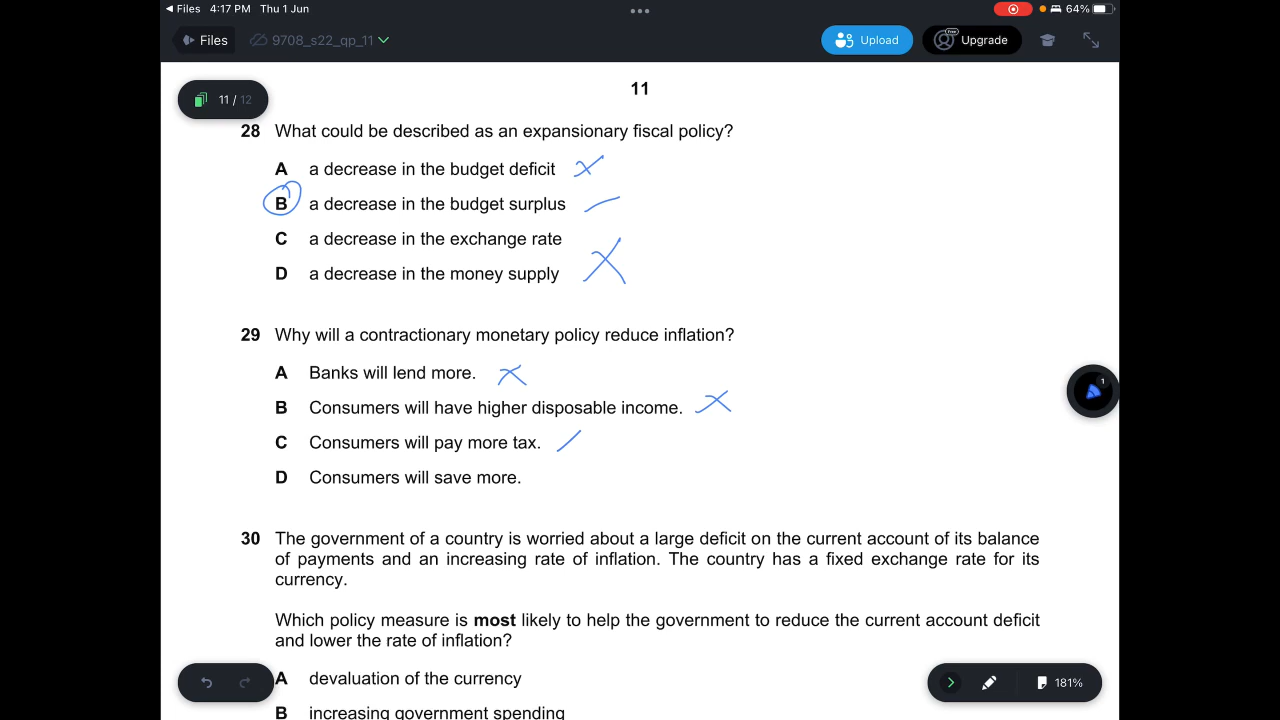 Files 4:17 PM Thu 1 Jun 64%
Files 9708_s22_qp_11 Upload Free Upgrade
11
11 / 12
28 What could be described as an expansionary fiscal policy?
A a decrease in the budget deficit
B a decrease in the budget surplus
C a decrease in the exchange rate
D a decrease in the money supply
29 Why will a contractionary monetary policy reduce inflation?
A Banks will lend more.
B Consumers will have higher disposable income.
1
C Consumers will pay more tax.
D Consumers will save more.
30 The government of a country is worried about a large deficit on the current account of its balance
of payments and an increasing rate of inflation. The country has a fixed exchange rate for its
currency.
Which policy measure is most likely to help the government to reduce the current account deficit
and lower the rate of inflation?
A devaluation of the currency
181%
B increasing government spending